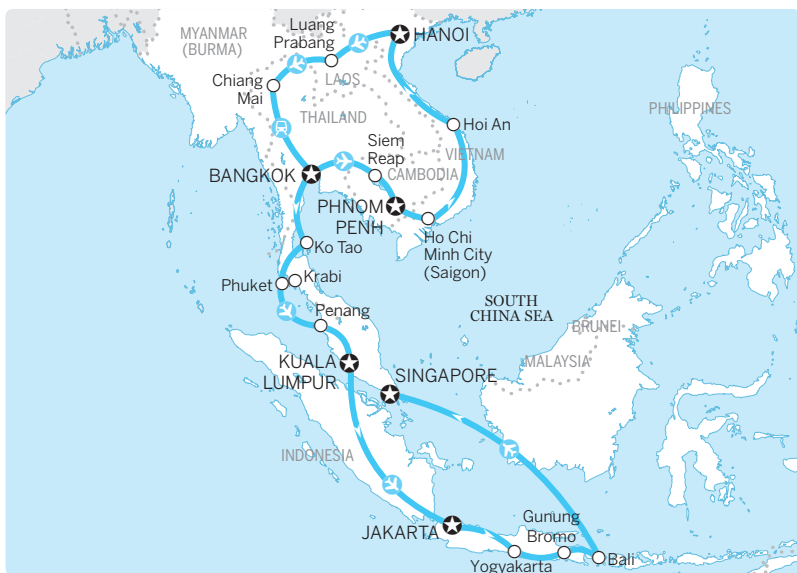 MYANMAR
(BURMA)
Luang
Prabang
HANOI
LAOS
Chiang
Mai
PHILIPPINES
THAILAND
Hoi An
Siem
Reap
VIETNAM
BANGKOK
CAMBODIA
PHNOM
PENH
Ho Chi
Minh City
(Saigon)
Ko Tao
Krabi
Phuket
Penang
SOUTH
CHINA SEA
BRUNEI
MALAYSIA
KUALA
LUMPUR
SINGAPORE
INDONESIA
Gunung
Bromo
JAKARTA
Yogyakarta
Bali